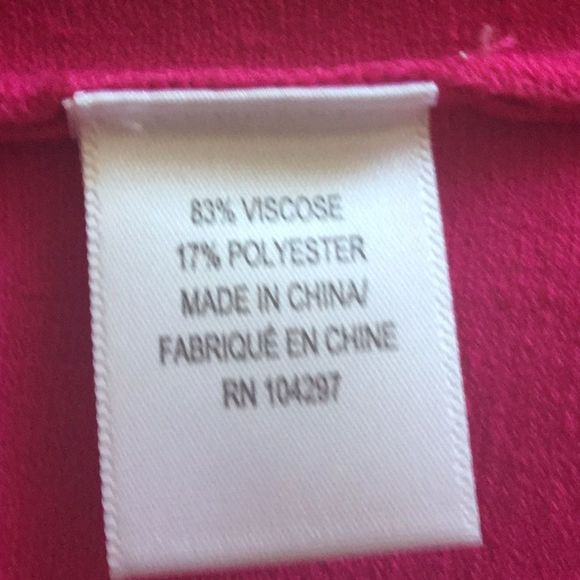 83% VISCOSE
17% POLYESTER
MADE IN CHINA/
FABRIQUÉ EN CHINE
RN 104297